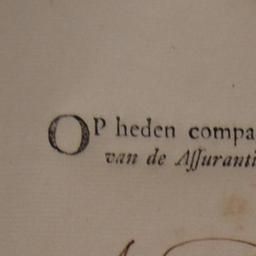 OP heden compa
van de Aſſuranti